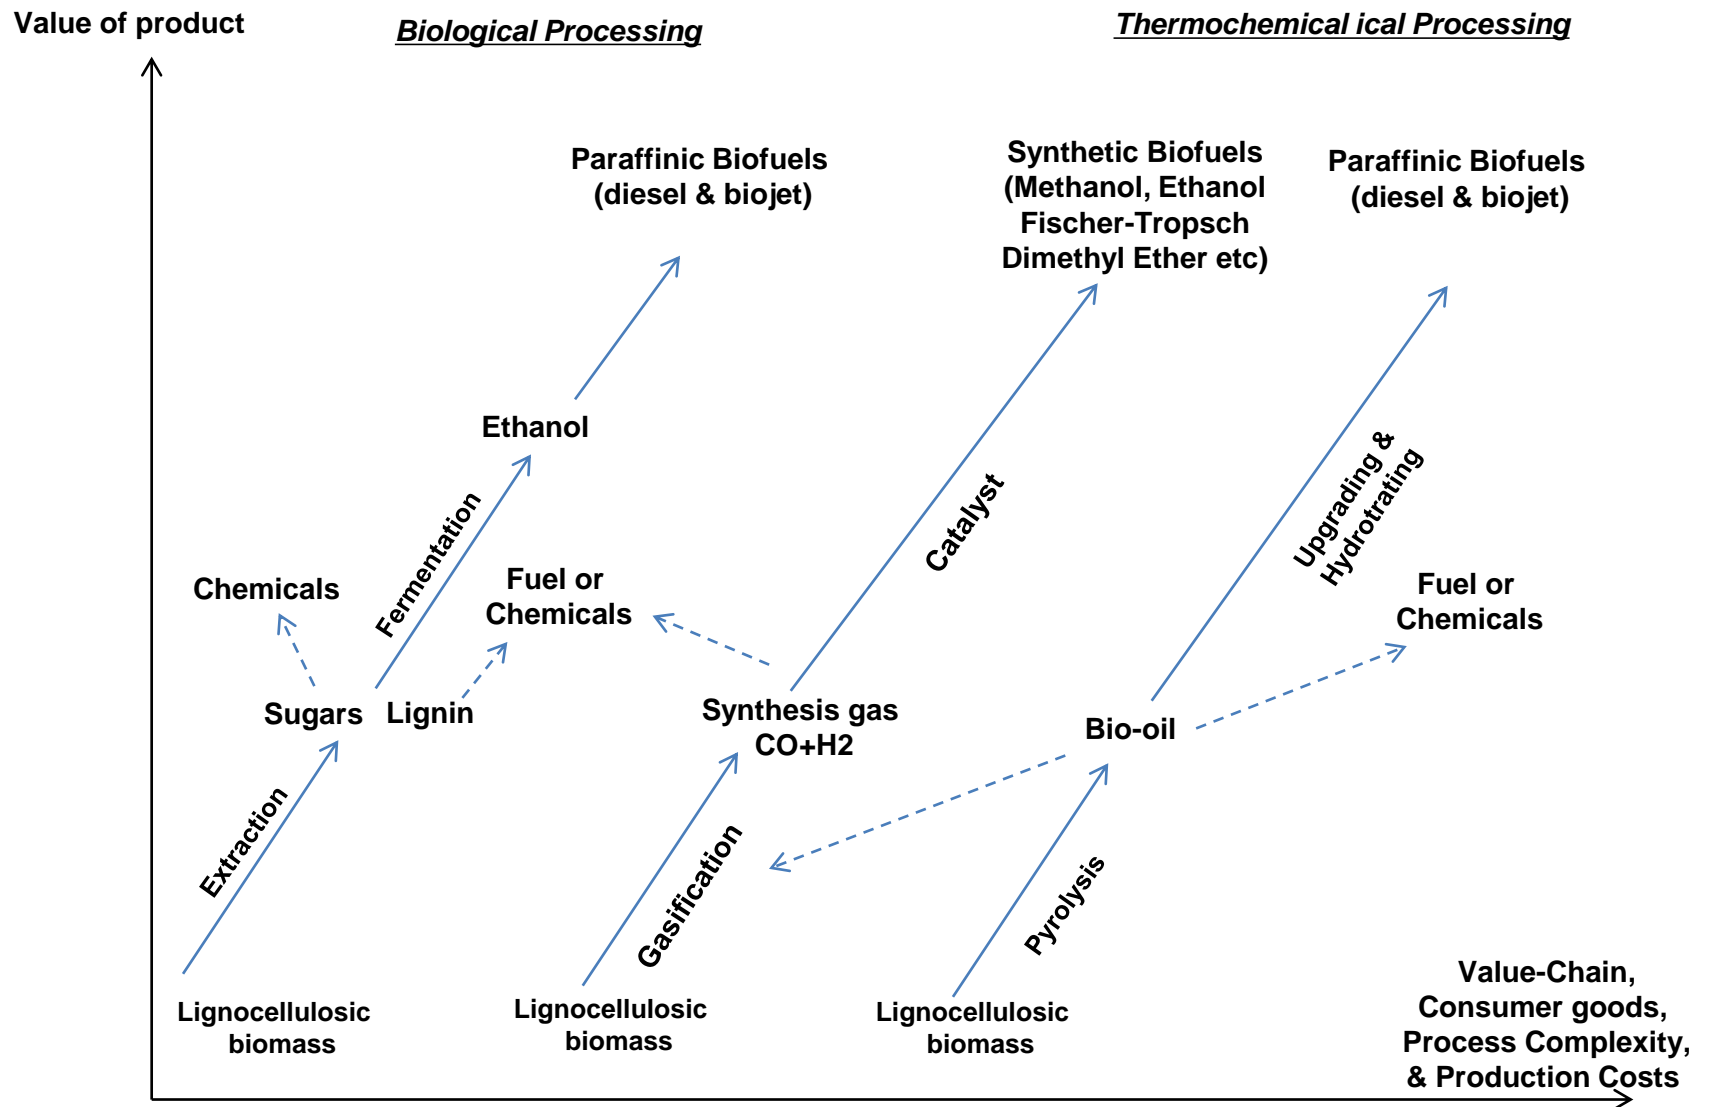 Value of product
Biological Processing
Thermochemical ical Processing
Paraffinic Biofuels
(diesel & biojet)
Synthetic Biofuels
(Methanol, Ethanol
Fischer-Tropsch
Dimethyl Ether etc)
Paraffinic Biofuels
(diesel & biojet)
Ethanol
Fermentation
Catalyst
Upgrading &
Hydrotrating
Chemicals
Fuel or
Chemicals
Fuel or
Chemicals
Sugars
Lignin
Synthesis gas
CO+H2
Bio-oil
Extraction
Gasification
Pyrolysis
Lignocellulosic
biomass
Lignocellulosic
biomass
Lignocellulosic
biomass
Value-Chain,
Consumer goods,
Process Complexity,
& Production Costs